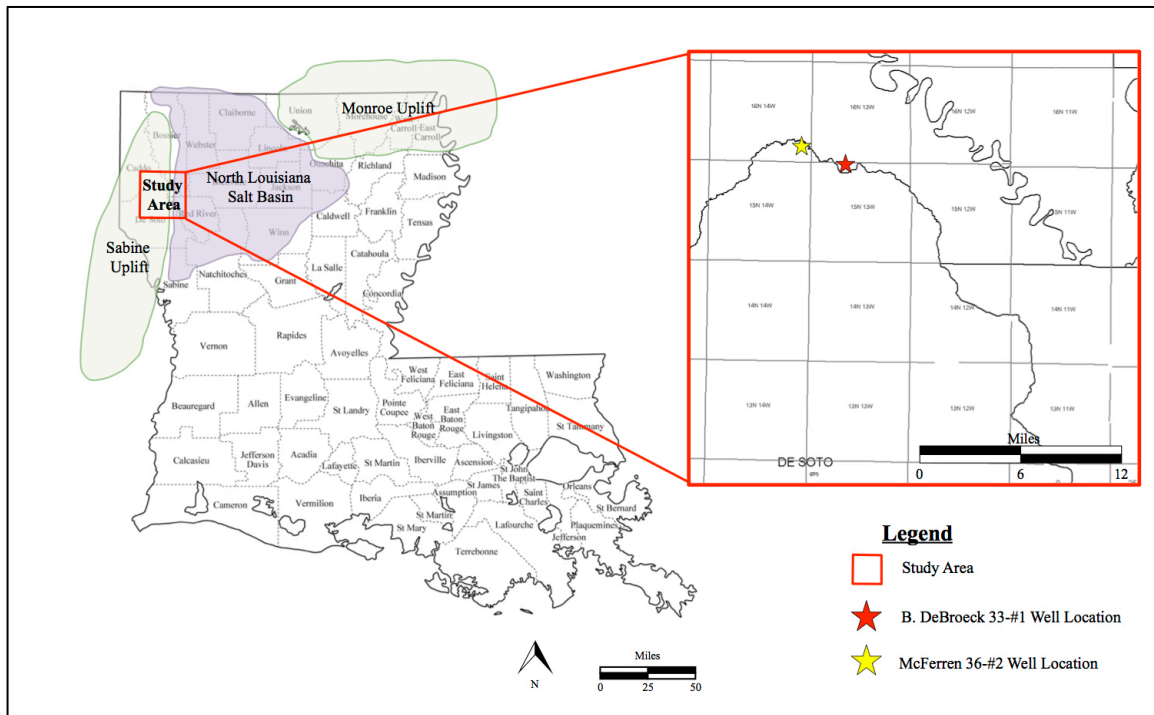 Monroe Uplift
Union
Morehouse
West
Carroll
East
Carroll
Claiborne
Bossier
Webster
Lincoln
Ouachita
Richland
Madison
Caddo
Study
Area
North Louisiana
Salt Basin
Jackson
Caldwell
Franklin
Tensas
De Soto
Red River
Winn
Catahoula
Sabine
Uplift
La Salle
Natchitoches
Grant
Sabine
Concordia
Rapides
Vernon
Avoyelles
West
Feliciana
East
Feliciana
Saint
Helena
Washington
Beauregard
Allen
Evangeline
St Landry
Pointe
Coupee
West
Baton
Rouge
East
Baton
Rouge
Tangipahoa
St Tammany
Livingston
Calcasieu
Jefferson
Davis
Acadia
Lafayette
St Martin
Iberville
Ascension
St John
The Baptist
St James
Cameron
Vermilion
Iberia
Assumption
Saint
Charles
Orleans
St Bernard
St Martin
St Mary
Lafourche
Jefferson
Plaquemines
Terrebonne
16N 14W
16N 13W
16N 12W
16N 11W
15N 14W
15N 13W
15N 12W
15N 11W
14N 14W
14N 13W
14N 12W
14N 11W
13N 14W
13N 13W
13N 12W
13N 11W
DE SOTO
Miles
0 6 12
Legend
Study Area
B. DeBroeck 33-#1 Well Location
McFerren 36-#2 Well Location
N
Miles
0 25 50